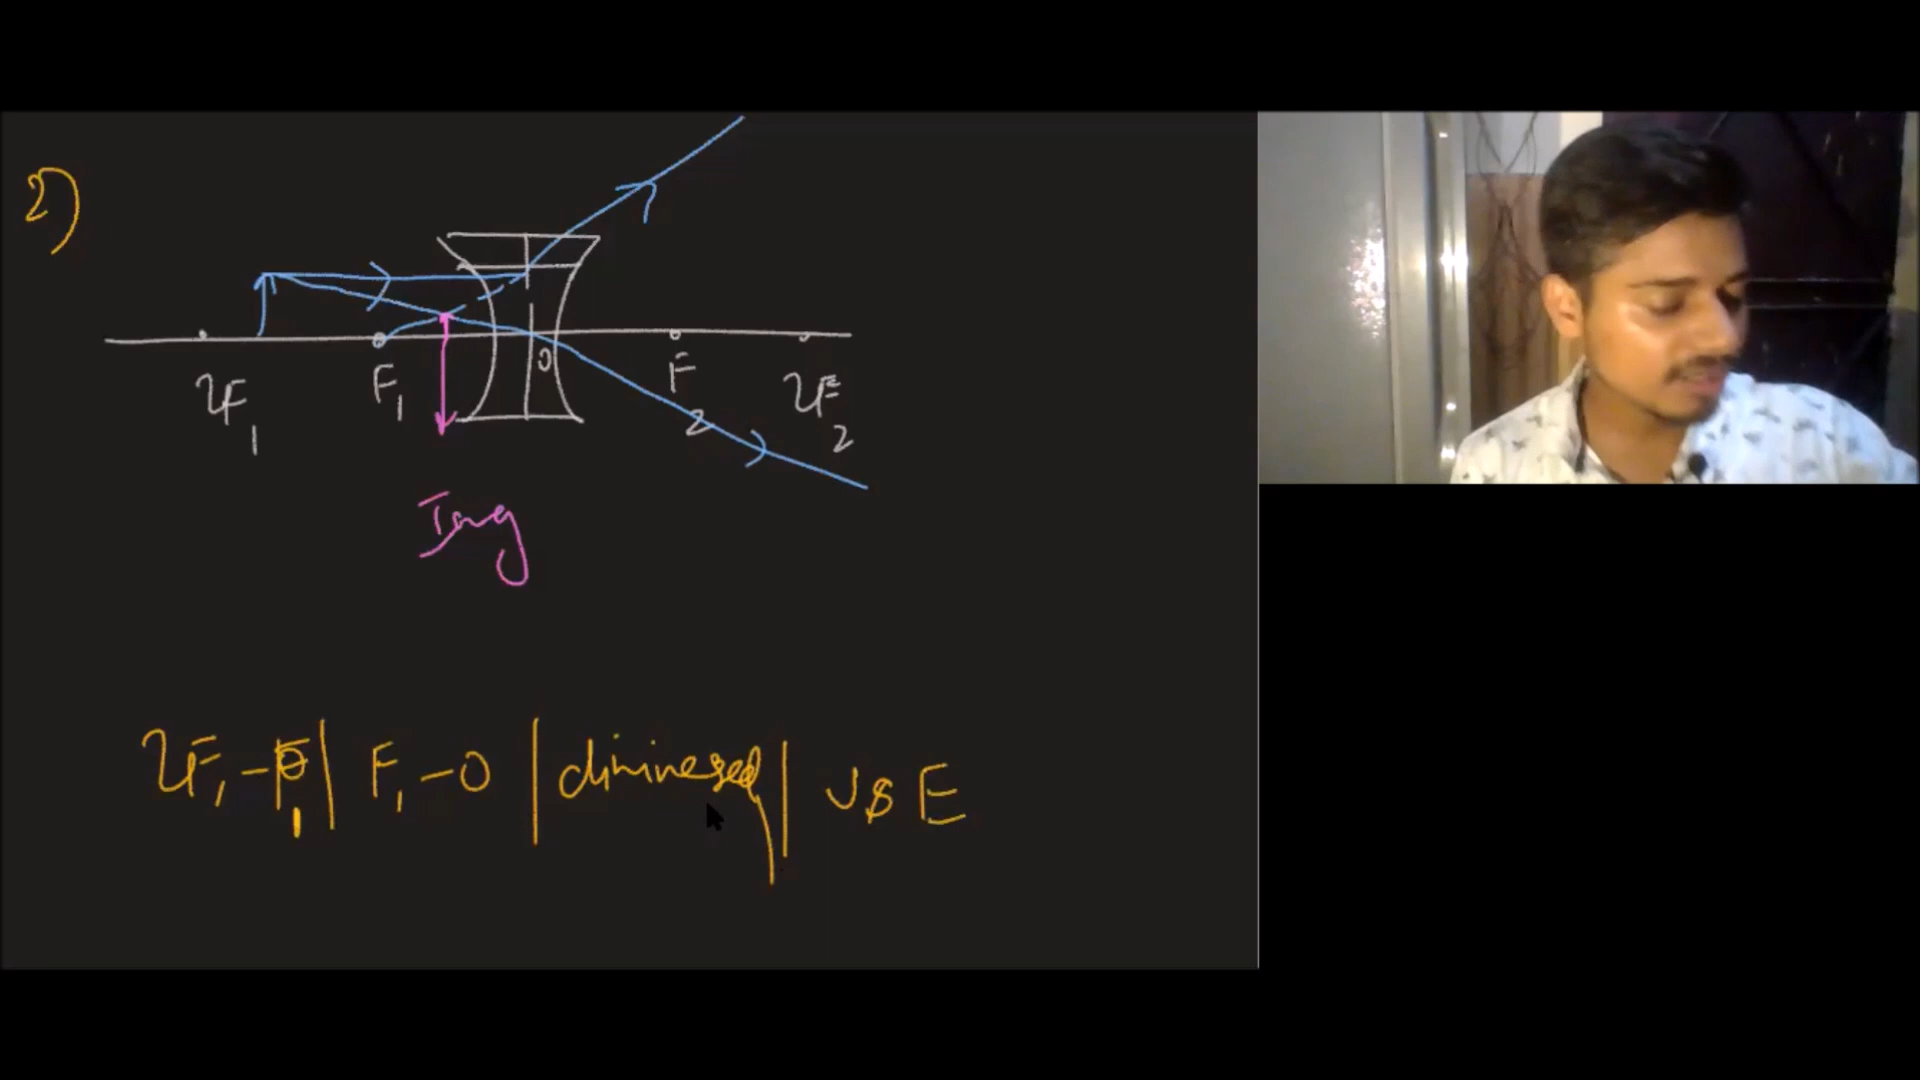 2)
2F1 F1 O F2 2F2
Img
2F1 - F1 | F1 - O | diminesed | V & E